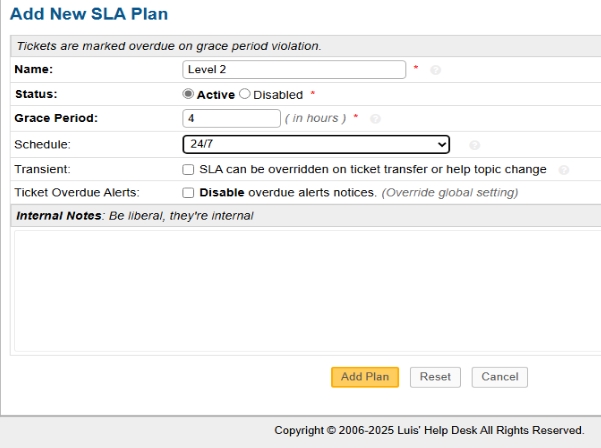 Add New SLA Plan
Tickets are marked overdue on grace period violation.
Name: Level 2 * ?
Status: Active Disabled *
Grace Period: 4 ( in hours ) * ?
Schedule: 24/7 ?
Transient: SLA can be overridden on ticket transfer or help topic change ?
Ticket Overdue Alerts: Disable overdue alerts notices. (Override global setting)
Internal Notes: Be liberal, they're internal
Add Plan Reset Cancel
Copyright © 2006-2025 Luis' Help Desk All Rights Reserved.